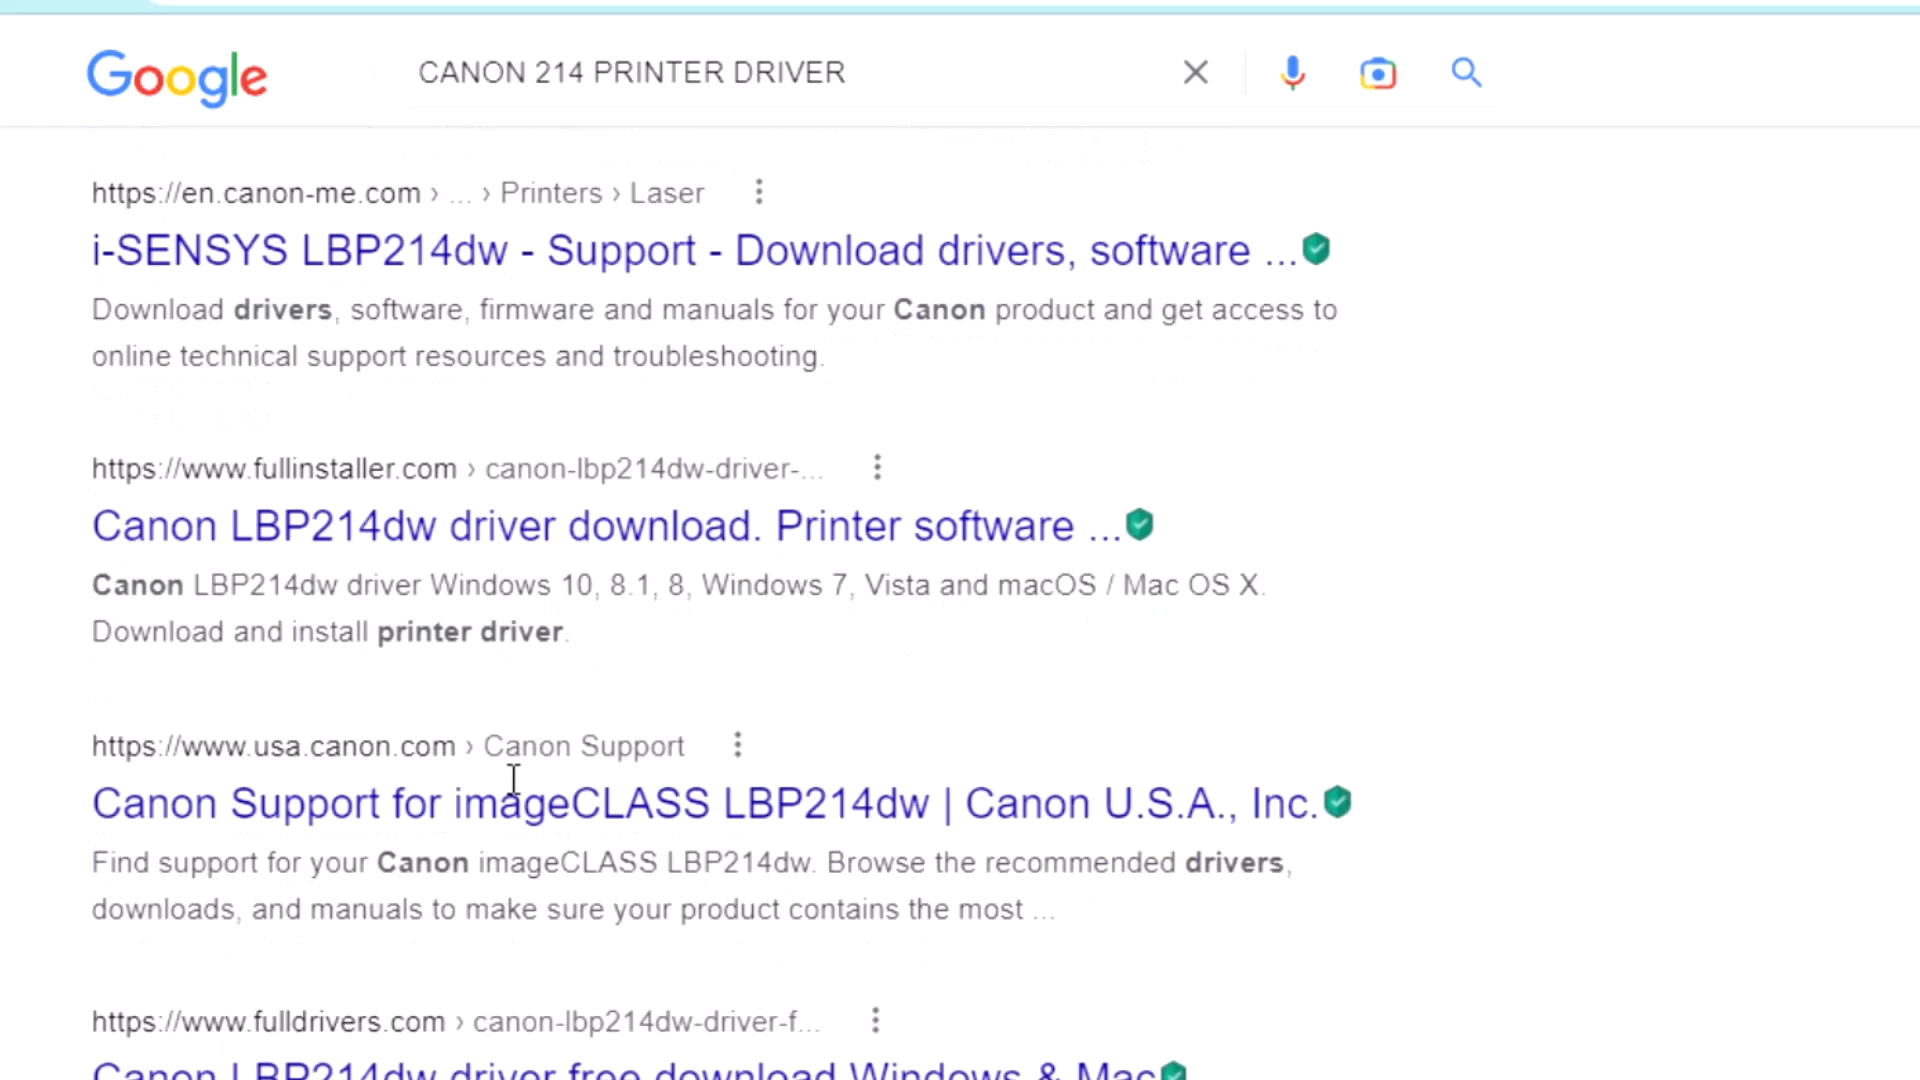 Google
CANON 214 PRINTER DRIVER
https://en.canon-me.com › ... › Printers › Laser
i-SENSYS LBP214dw - Support - Download drivers, software ...
Download drivers, software, firmware and manuals for your Canon product and get access to
online technical support resources and troubleshooting.
https://www.fullinstaller.com › canon-lbp214dw-driver-...
Canon LBP214dw driver download. Printer software ...
Canon LBP214dw driver Windows 10, 8.1, 8, Windows 7, Vista and macOS / Mac OS X.
Download and install printer driver.
https://www.usa.canon.com › Canon Support
Canon Support for imageCLASS LBP214dw | Canon U.S.A., Inc.
Find support for your Canon imageCLASS LBP214dw. Browse the recommended drivers,
downloads, and manuals to make sure your product contains the most ...
https://www.fulldrivers.com › canon-lbp214dw-driver-f...
Canon LBP214dw driver free download Windows & Mac